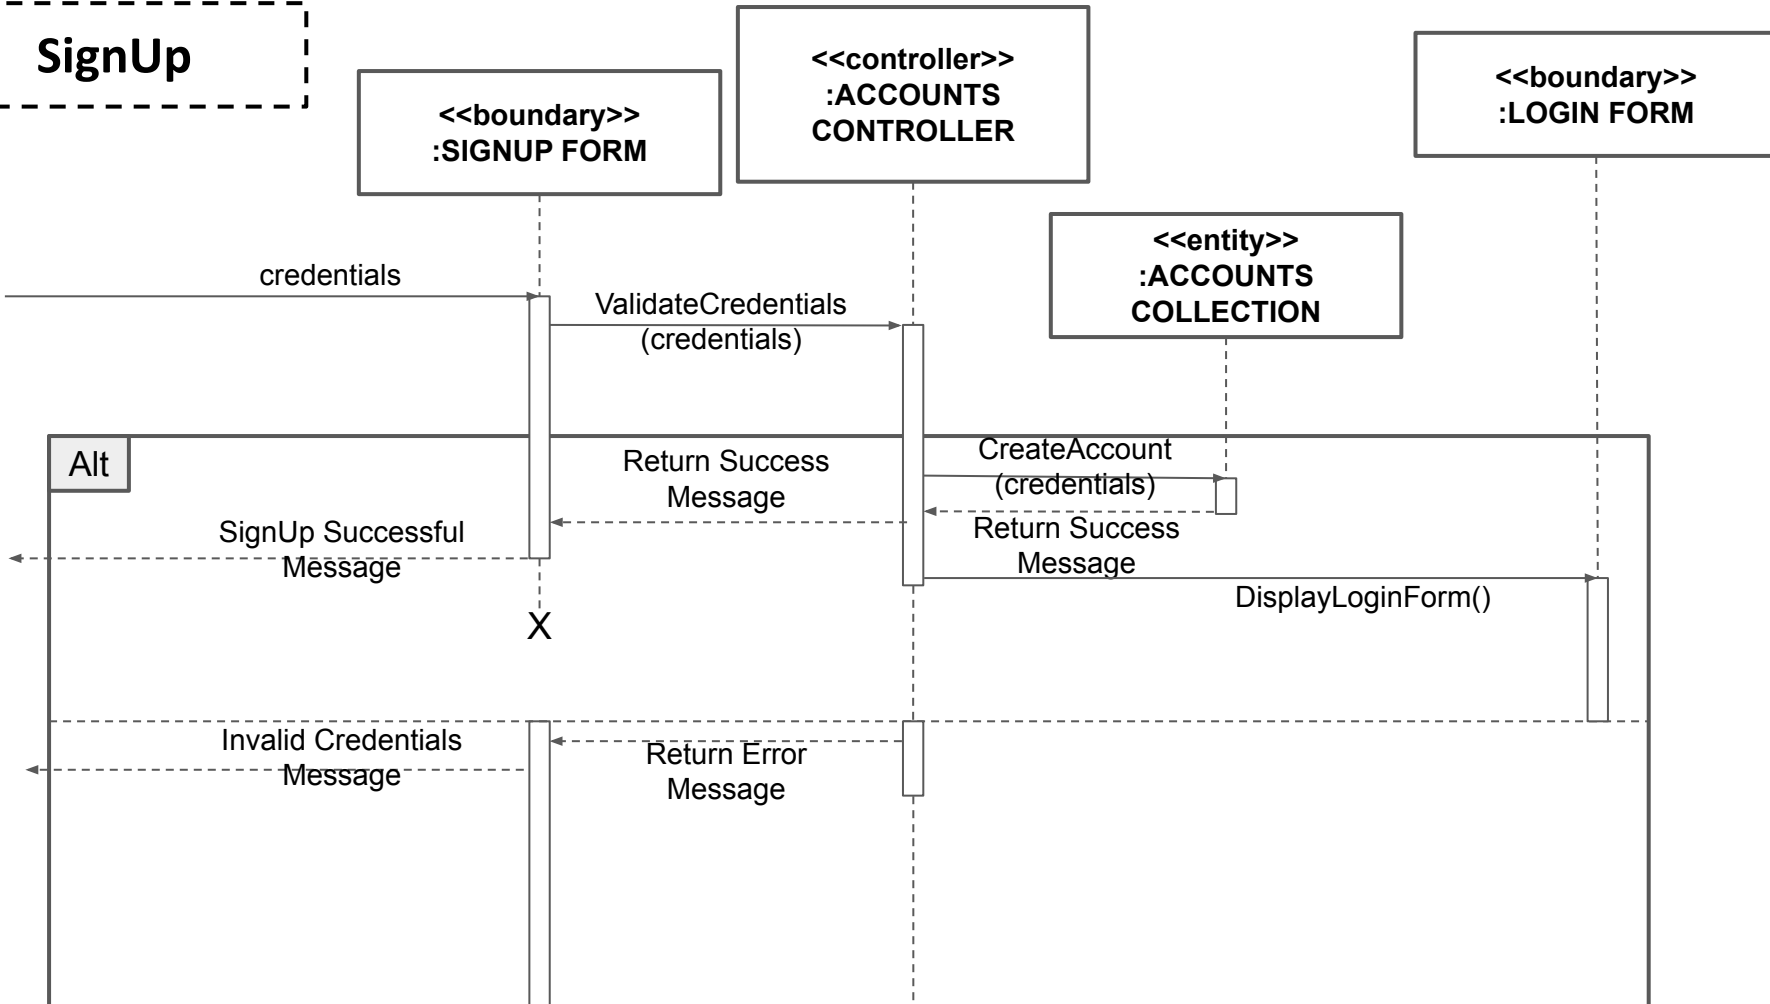 SignUp
<<boundary>>
:SIGNUP FORM
<<controller>>
:ACCOUNTS
CONTROLLER
<<boundary>>
:LOGIN FORM
<<entity>>
:ACCOUNTS
COLLECTION
credentials
ValidateCredentials
(credentials)
Alt
CreateAccount
(credentials)
Return Success
Message
Return Success
Message
SignUp Successful
Message
DisplayLoginForm()
X
Invalid Credentials
Message
Return Error
Message